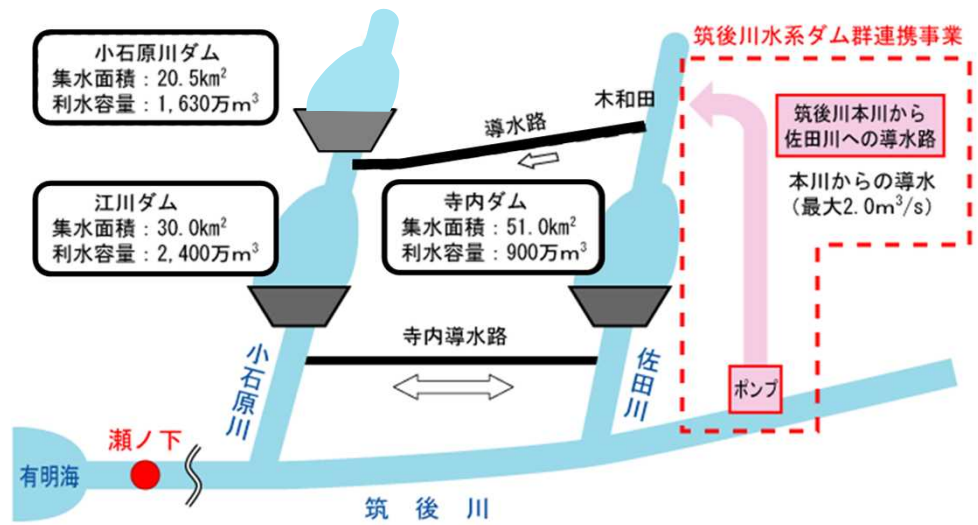 筑後川水系ダム群連携事業
小石原川ダム
集水面積：20.5km²
利水容量：1,630万m³
木和田
導水路
筑後川本川から
佐田川への導水路
本川からの導水
（最大2.0m³/s）
江川ダム
集水面積：30.0km²
利水容量：2,400万m³
寺内ダム
集水面積：51.0km²
利水容量：900万m³
寺内導水路
小石原川
佐田川
ポンプ
瀬ノ下
有明海
筑後川